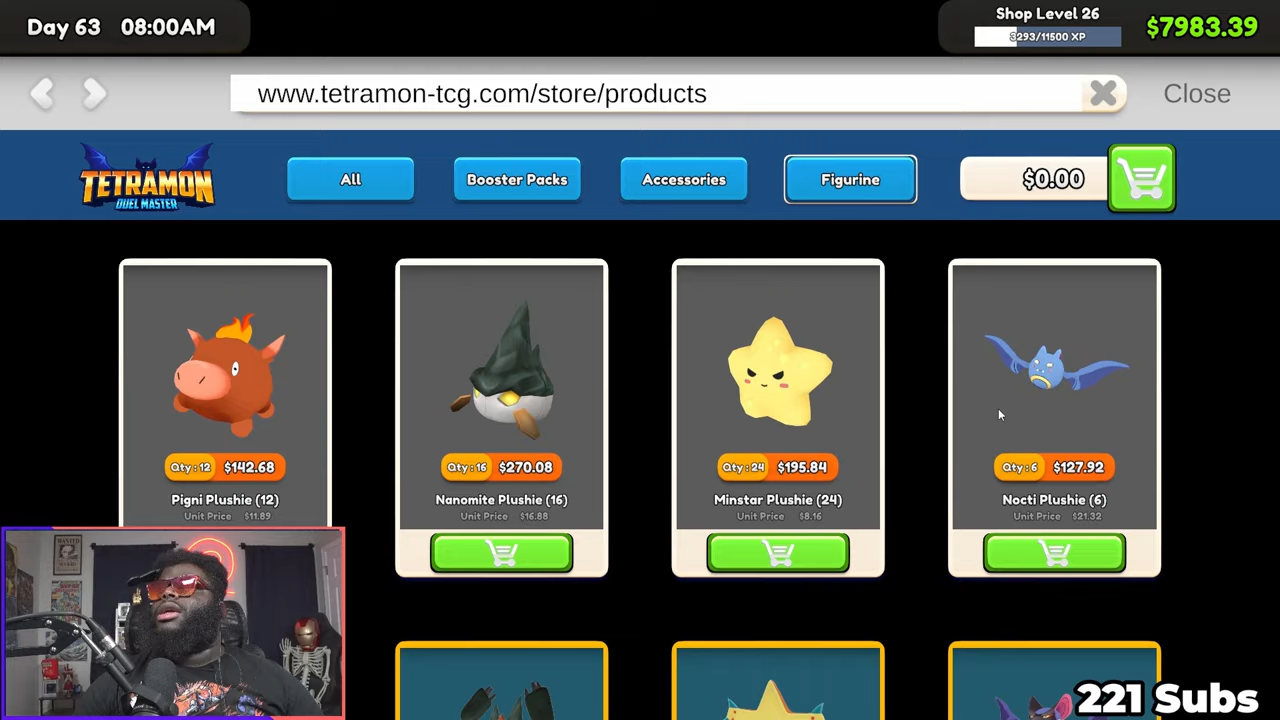 Day 63 08:00AM
Shop Level 26
3293/11500 XP
$7983.39
www.tetramon-tcg.com/store/products
Close
TETRAMON
DUEL MASTER
All
Booster Packs
Accessories
Figurine
$0.00
Qty : 12 $142.68
Pigni Plushie (12)
Unit Price $11.89
Qty : 16 $270.08
Nanomite Plushie (16)
Unit Price $16.88
Qty : 24 $195.84
Minstar Plushie (24)
Unit Price $8.16
Qty : 6 $127.92
Nocti Plushie (6)
Unit Price $21.32
WANTED
221 Subs